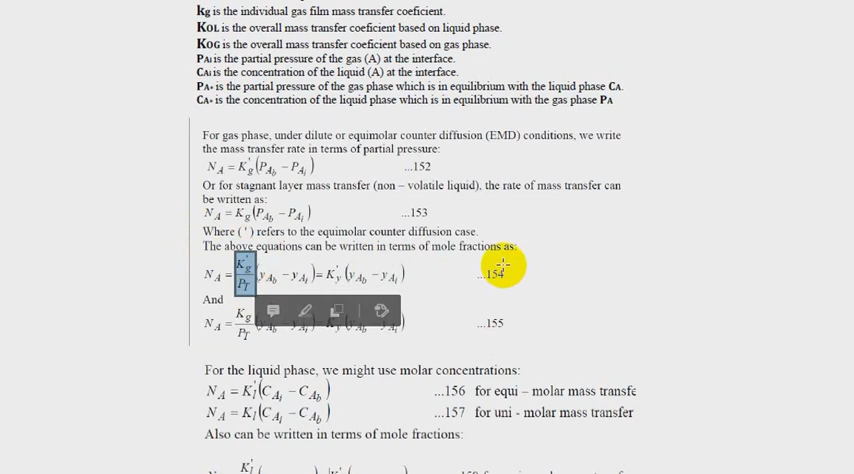 kg is the individual gas film mass transfer coeficient.
KOL is the overall mass transfer coefficient based on liquid phase.
KOG is the overall mass transfer coefficient based on gas phase.
PAi is the partial pressure of the gas (A) at the interface.
CAi is the concentration of the liquid (A) at the interface.
PA* is the partial pressure of the gas phase which is in equilibrium with the liquid phase CA.
CA* is the concentration of the liquid phase which is in equilibrium with the gas phase PA
For gas phase, under dilute or equimolar counter diffusion (EMD) conditions, we write
the mass transfer rate in terms of partial pressure:
N_A = K'_g (P_Ab − P_Ai) ...152
Or for stagnant layer mass transfer (non – volatile liquid), the rate of mass transfer can
be written as:
N_A = K_g (P_Ab − P_Ai) ...153
Where ( ' ) refers to the equimolar counter diffusion case.
The above equations can be written in terms of mole fractions as:
N_A = K'_g / P_T (y_Ab − y_Ai) = K_y (y_Ab − y_Ai) ...154
And
N_A = K_g / P_T ...155
For the liquid phase, we might use molar concentrations:
N_A = K'_l (C_Ai − C_Ab) ...156 for equi – molar mass transfe
N_A = K_l (C_Ai − C_Ab) ...157 for uni - molar mass transfer
Also can be written in terms of mole fractions: